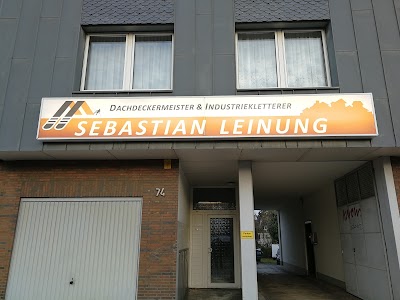 DACHDECKERMEISTER & INDUSTRIEKLETTERER
SEBASTIAN LEINUNG
74